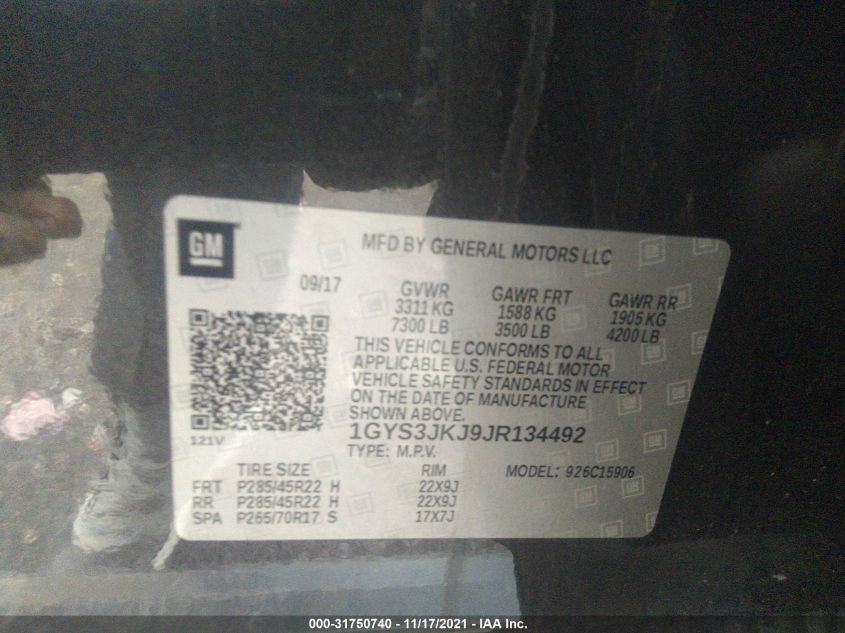 GM
MFD BY GENERAL MOTORS LLC
09/17
GVWR GAWR FRT GAWR RR
3311 KG 1588 KG 1905 KG
7300 LB 3500 LB 4200 LB
THIS VEHICLE CONFORMS TO ALL
APPLICABLE U.S. FEDERAL MOTOR
VEHICLE SAFETY STANDARDS IN EFFECT
ON THE DATE OF MANUFACTURE
SHOWN ABOVE.
121V
1GYS3JKJ9JR134492
TYPE: M.P.V.
TIRE SIZE RIM MODEL: 926C15906
FRT P285/45R22 H 22X9J
RR P285/45R22 H 22X9J
SPA P265/70R17 S 17X7J
000-31750740 - 11/17/2021 - IAA Inc.